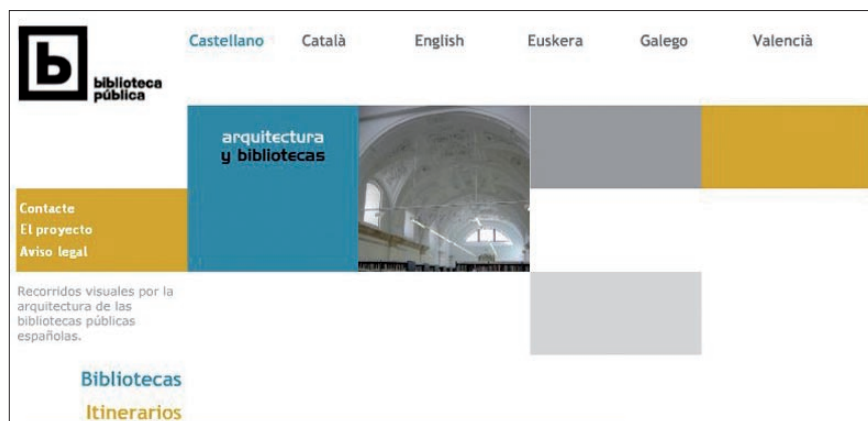 b
biblioteca
pública
Castellano Català English Euskera Galego Valencià
arquitectura
y bibliotecas
Contacte
El proyecto
Aviso legal
Recorridos visuales por la
arquitectura de las
bibliotecas públicas
españolas.
Bibliotecas
Itinerarios